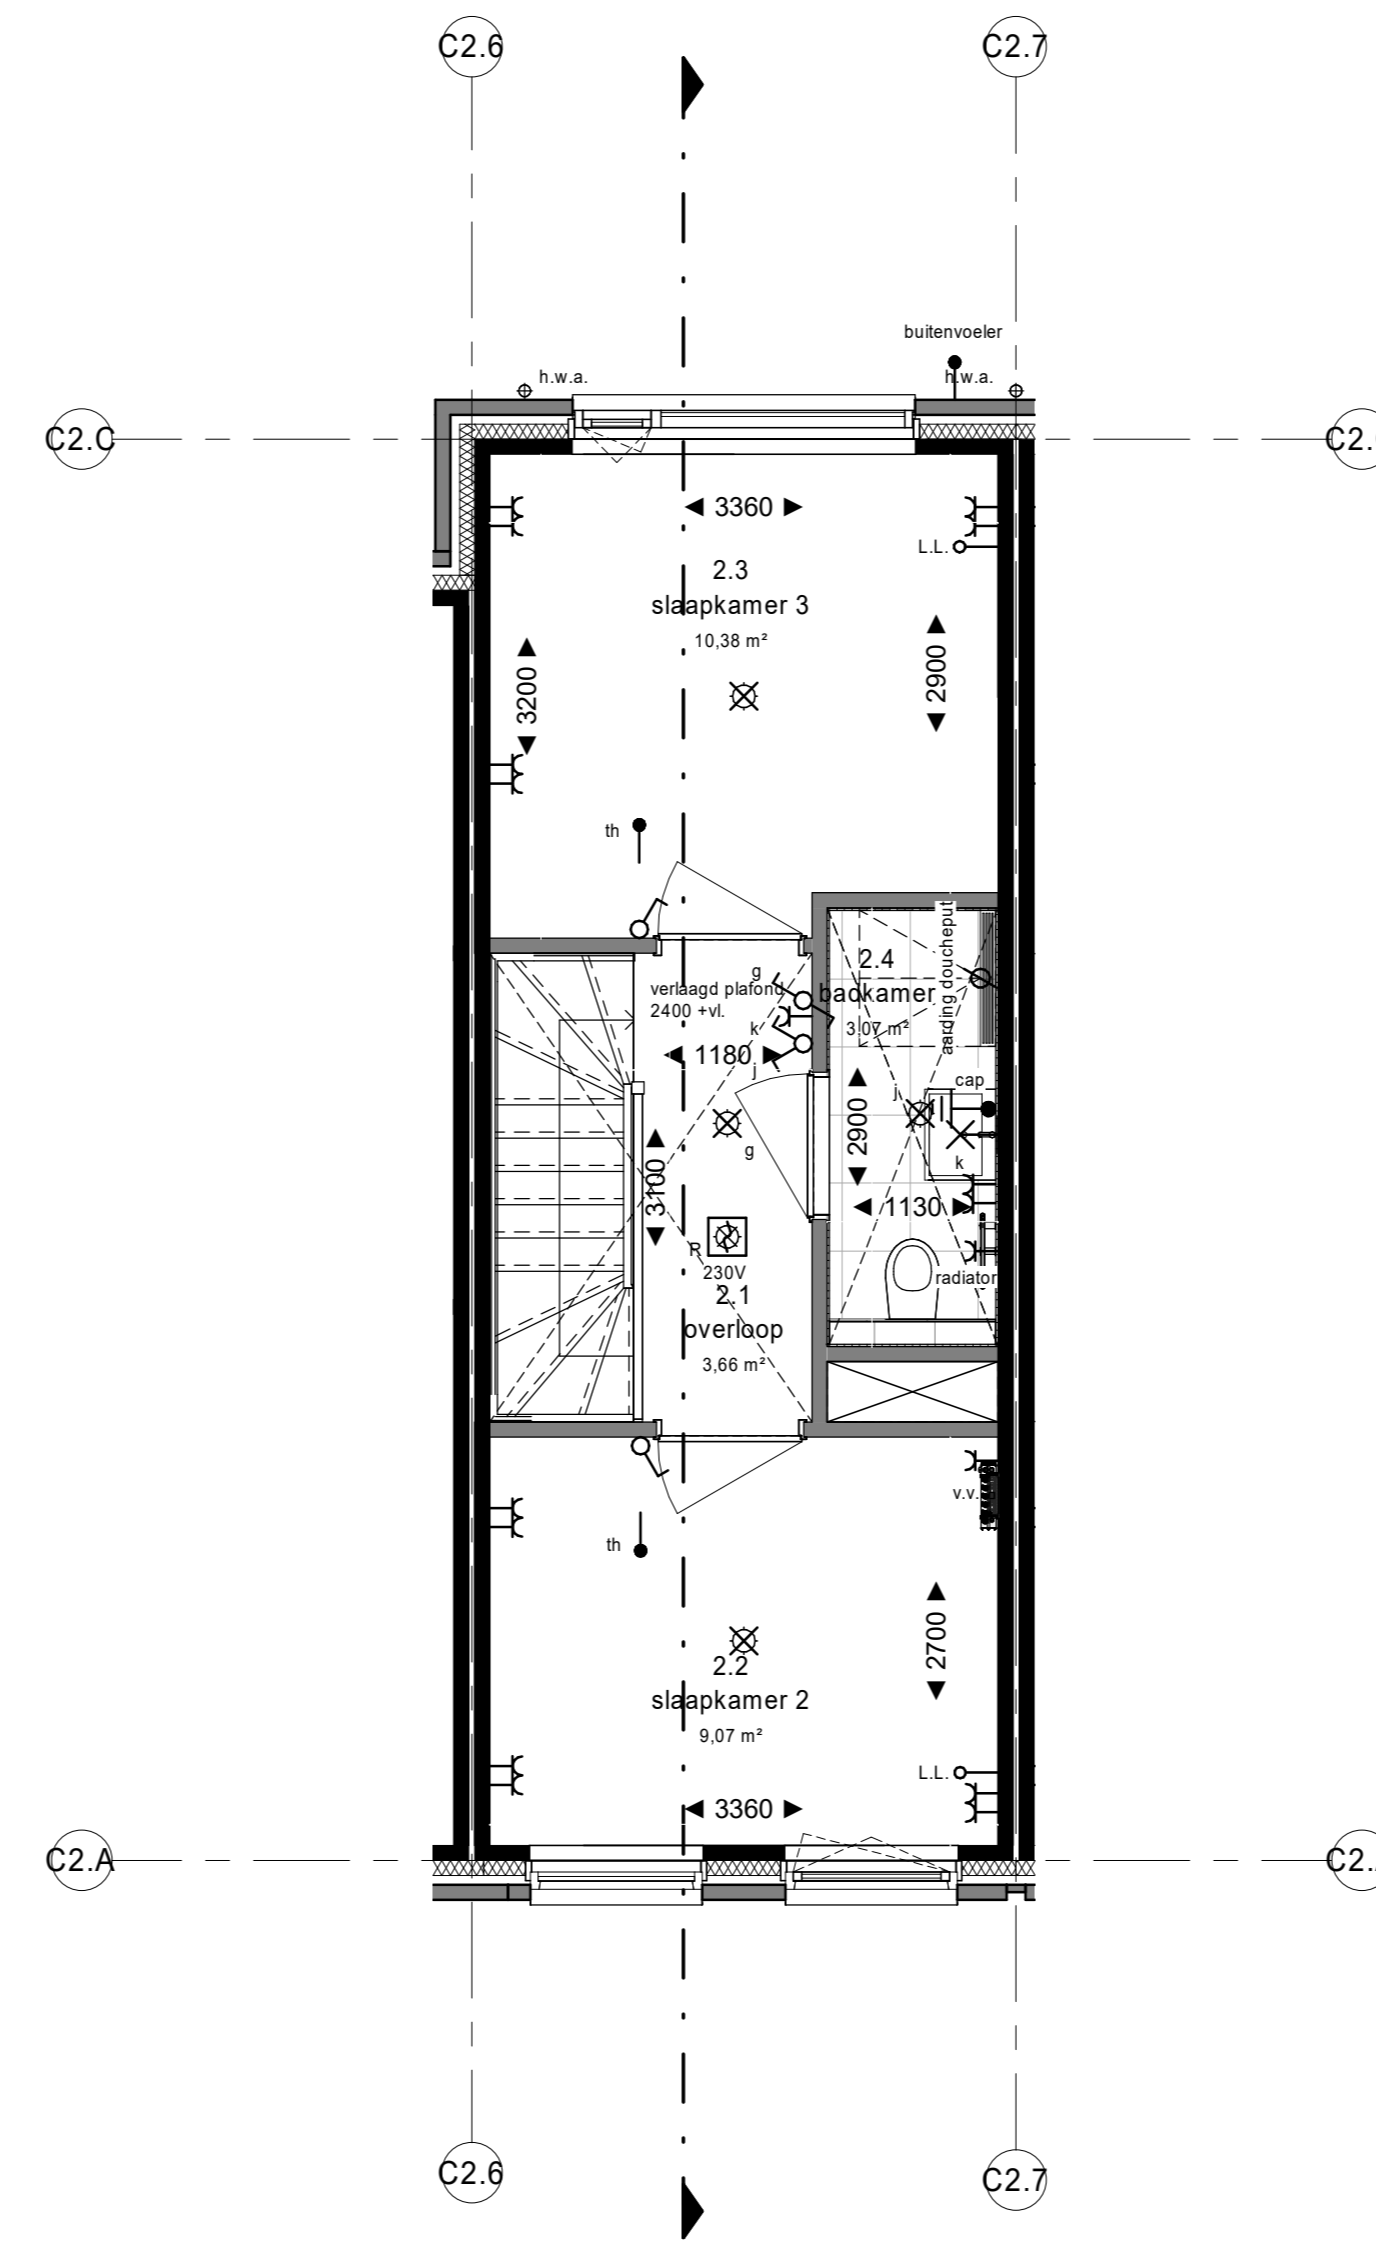 C2.6
C2.7
buitenvoeler
h.w.a.
h.w.a.
C2.C
C2.
3360
L.L.
2.3
slaapkamer 3
10,38 m²
3200
2900
th
g
verlaagd plafond
2400 +vl.
k
1180
j
2.4
badkamer
3,07 m²
aarding doucheput
cap
j
g
k
2900
3100
1130
R
230V
radiator
2.1
overloop
3,66 m²
v.v.
th
2700
2.2
slaapkamer 2
9,07 m²
L.L.
3360
C2.A
C2.
C2.6
C2.7